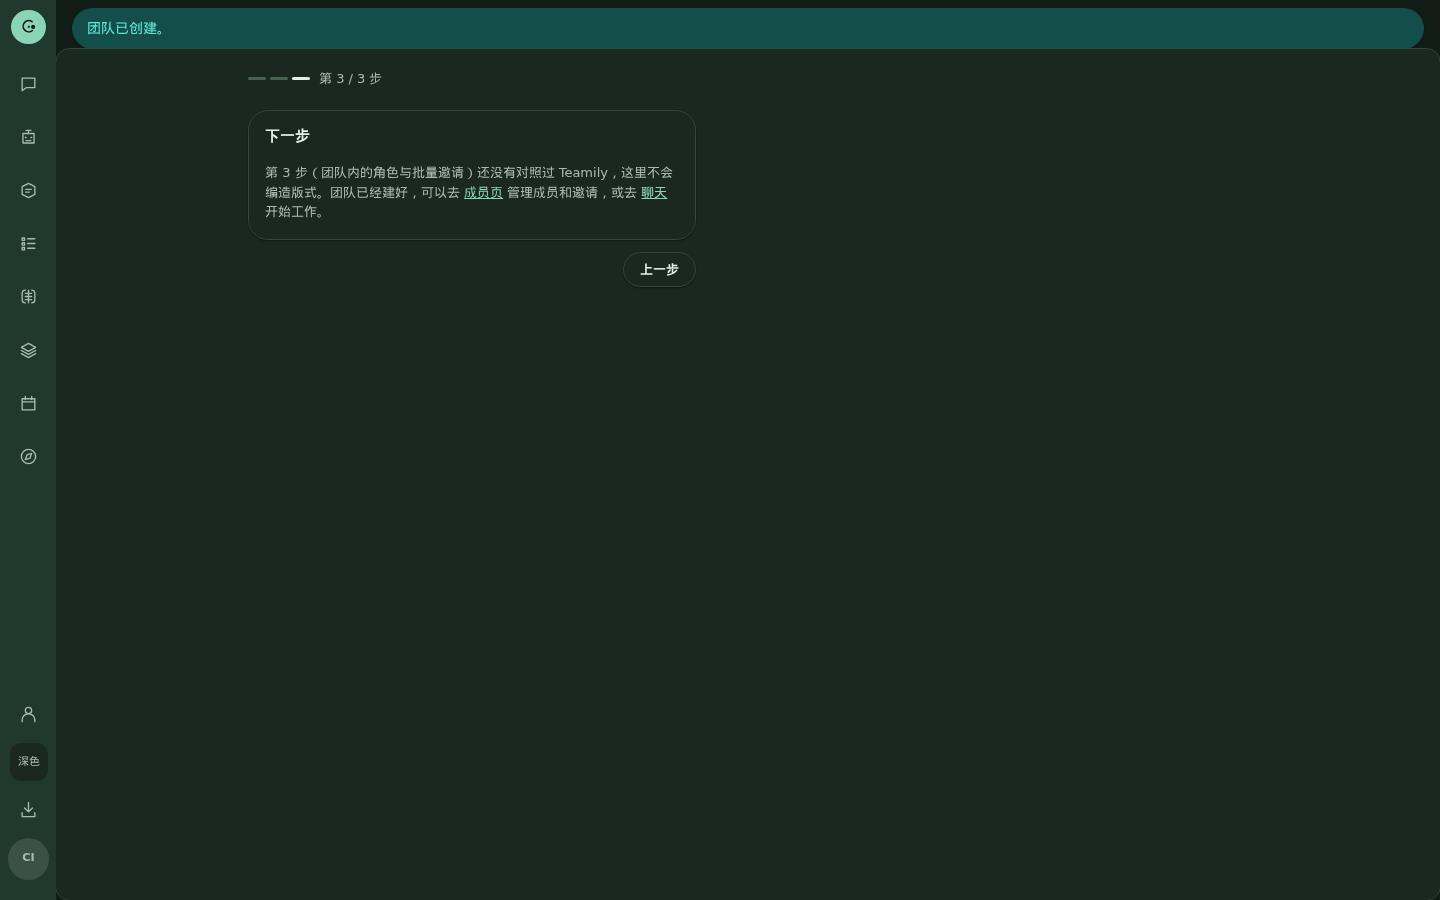 团队已创建。
第 3 / 3 步
下一步
第 3 步（团队内的角色与批量邀请）还没有对照过 Teamily，这里不会
编造版式。团队已经建好，可以去 成员页 管理成员和邀请，或去 聊天
开始工作。
上一步
深色
CI